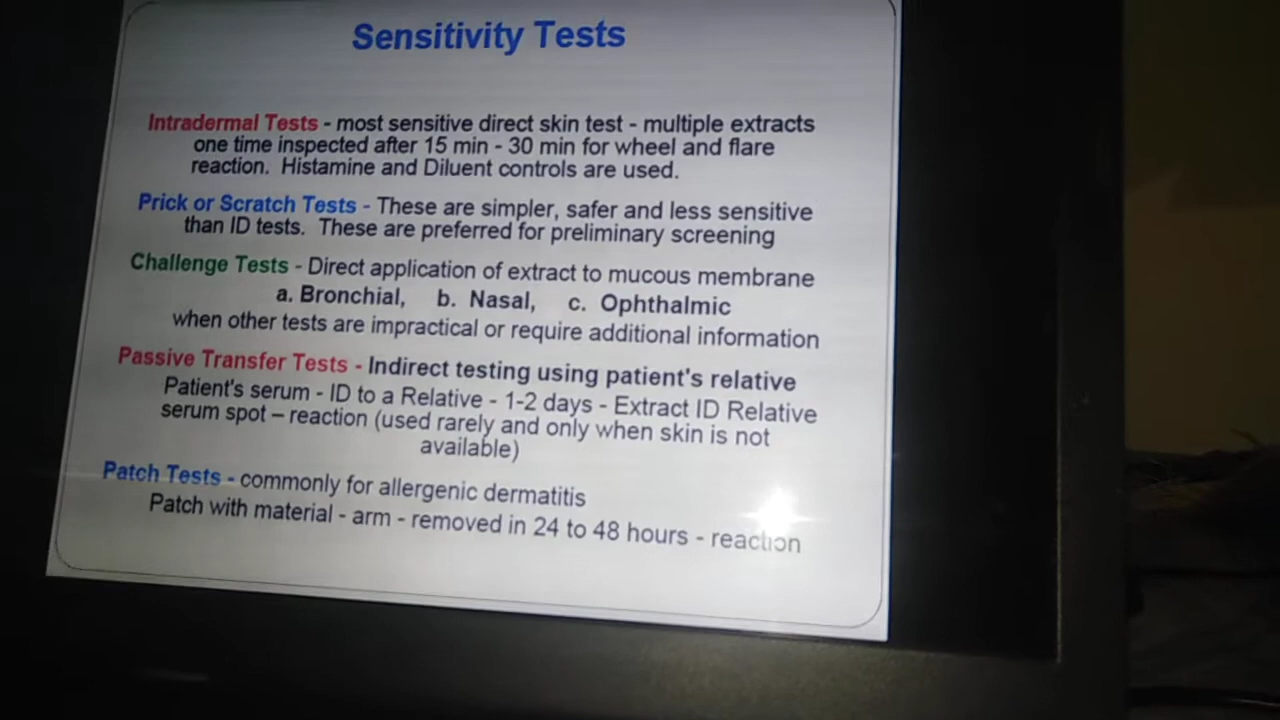 Sensitivity Tests
Intradermal Tests - most sensitive direct skin test - multiple extracts
one time inspected after 15 min - 30 min for wheel and flare
reaction. Histamine and Diluent controls are used.
Prick or Scratch Tests - These are simpler, safer and less sensitive
than ID tests. These are preferred for preliminary screening
Challenge Tests - Direct application of extract to mucous membrane
a. Bronchial, b. Nasal, c. Ophthalmic
when other tests are impractical or require additional information
Passive Transfer Tests - Indirect testing using patient's relative
Patient's serum - ID to a Relative - 1-2 days - Extract ID Relative
serum spot – reaction (used rarely and only when skin is not
available)
Patch Tests - commonly for allergenic dermatitis
Patch with material - arm - removed in 24 to 48 hours - reaction